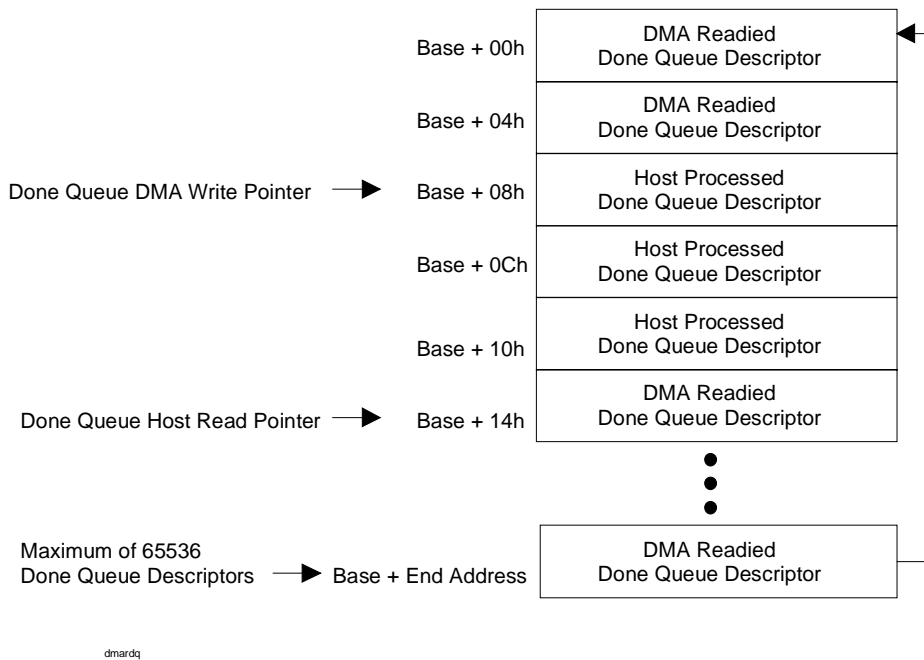 Base + 00h
DMA Readied
Done Queue Descriptor
Base + 04h
DMA Readied
Done Queue Descriptor
Done Queue DMA Write Pointer
Base + 08h
Host Processed
Done Queue Descriptor
Base + 0Ch
Host Processed
Done Queue Descriptor
Base + 10h
Host Processed
Done Queue Descriptor
Done Queue Host Read Pointer
Base + 14h
DMA Readied
Done Queue Descriptor
Maximum of 65536
Done Queue Descriptors
Base + End Address
DMA Readied
Done Queue Descriptor
dmardq